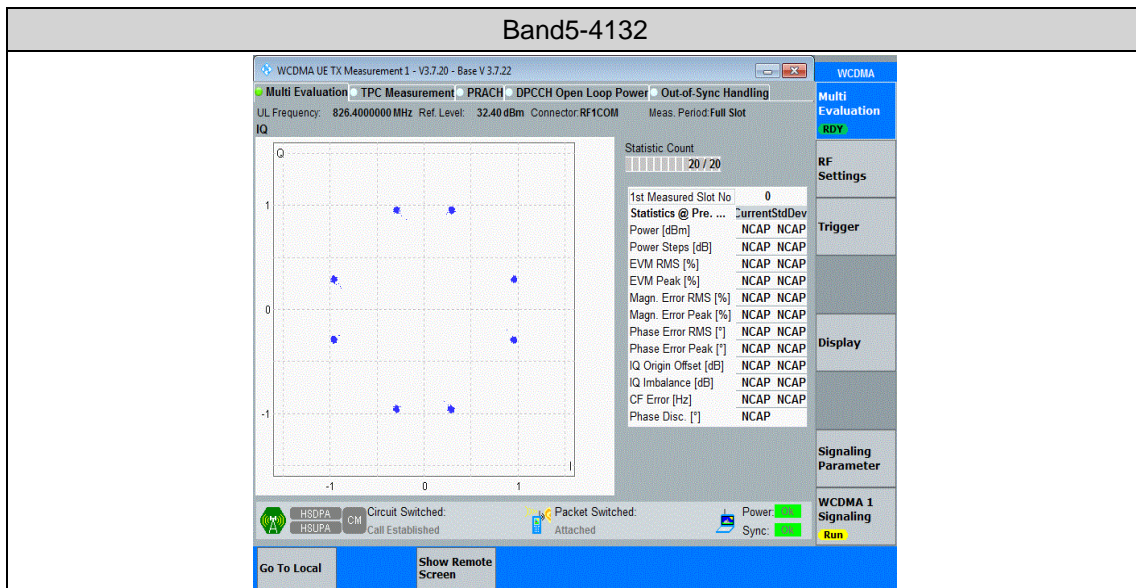 Band5-4132
WCDMA UE TX Measurement 1 - V3.7.20 - Base V 3.7.22
WCDMA
Multi Evaluation TPC Measurement PRACH DPCCH Open Loop Power Out-of-Sync Handling
Multi
Evaluation
RDY
UL Frequency: 826.4000000 MHz Ref. Level: 32.40 dBm Connector: RF1COM Meas. Period: Full Slot
IQ
Q
1
0
-1
-1 0 1
I
Statistic Count
20 / 20
1st Measured Slot No 0
Statistics @ Pre. ... CurrentStdDev
Power [dBm] NCAP NCAP
Power Steps [dB] NCAP NCAP
EVM RMS [%] NCAP NCAP
EVM Peak [%] NCAP NCAP
Magn. Error RMS [%] NCAP NCAP
Magn. Error Peak [%] NCAP NCAP
Phase Error RMS [°] NCAP NCAP
Phase Error Peak [°] NCAP NCAP
IQ Origin Offset [dB] NCAP NCAP
IQ Imbalance [dB] NCAP NCAP
CF Error [Hz] NCAP NCAP
Phase Disc. [°] NCAP
RF
Settings
Trigger
Display
Signaling
Parameter
WCDMA 1
Signaling
Run
HSDPA
HSUPA
CM
Circuit Switched:
Call Established
Packet Switched:
Attached
Power: Ok
Sync: Ok
Go To Local
Show Remote
Screen